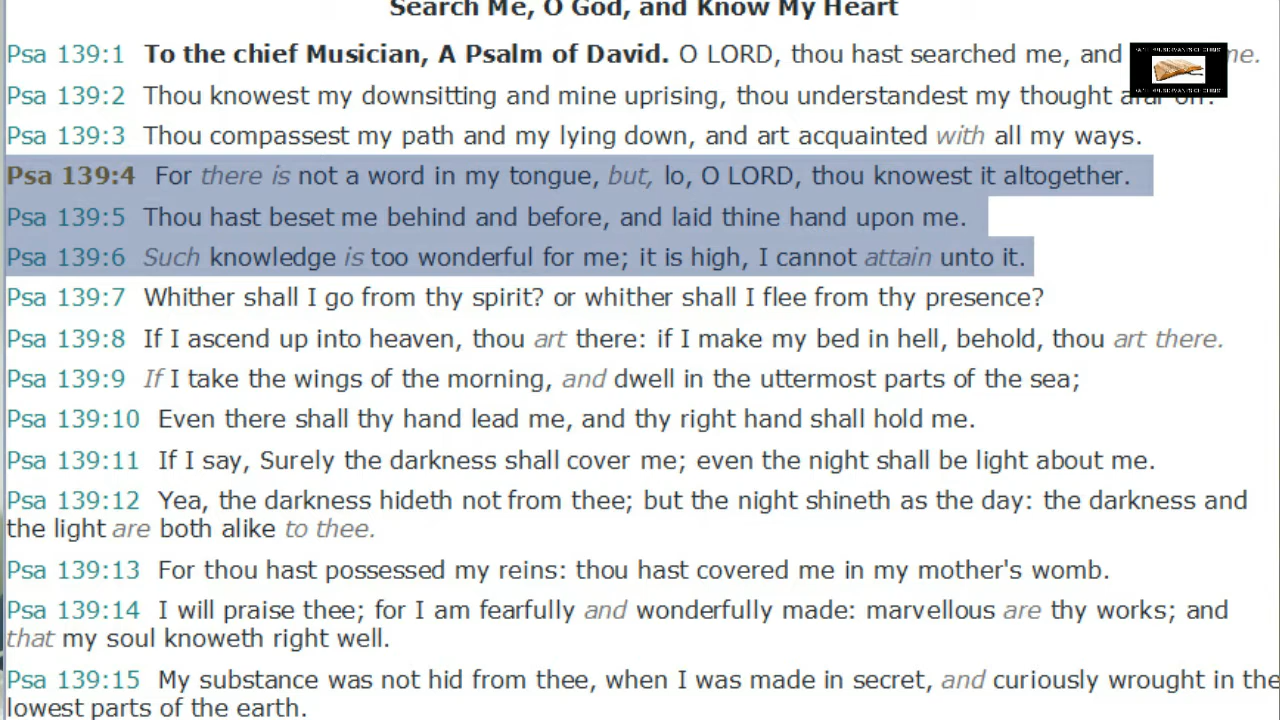 Search Me, O God, and Know My Heart
Psa 139:1 To the chief Musician, A Psalm of David. O LORD, thou hast searched me, and me.
Psa 139:2 Thou knowest my downsitting and mine uprising, thou understandest my thought afar off.
Psa 139:3 Thou compassest my path and my lying down, and art acquainted with all my ways.
Psa 139:4 For there is not a word in my tongue, but, lo, O LORD, thou knowest it altogether.
Psa 139:5 Thou hast beset me behind and before, and laid thine hand upon me.
Psa 139:6 Such knowledge is too wonderful for me; it is high, I cannot attain unto it.
Psa 139:7 Whither shall I go from thy spirit? or whither shall I flee from thy presence?
Psa 139:8 If I ascend up into heaven, thou art there: if I make my bed in hell, behold, thou art there.
Psa 139:9 If I take the wings of the morning, and dwell in the uttermost parts of the sea;
Psa 139:10 Even there shall thy hand lead me, and thy right hand shall hold me.
Psa 139:11 If I say, Surely the darkness shall cover me; even the night shall be light about me.
Psa 139:12 Yea, the darkness hideth not from thee; but the night shineth as the day: the darkness and
the light are both alike to thee.
Psa 139:13 For thou hast possessed my reins: thou hast covered me in my mother's womb.
Psa 139:14 I will praise thee; for I am fearfully and wonderfully made: marvellous are thy works; and
that my soul knoweth right well.
Psa 139:15 My substance was not hid from thee, when I was made in secret, and curiously wrought in the
lowest parts of the earth.